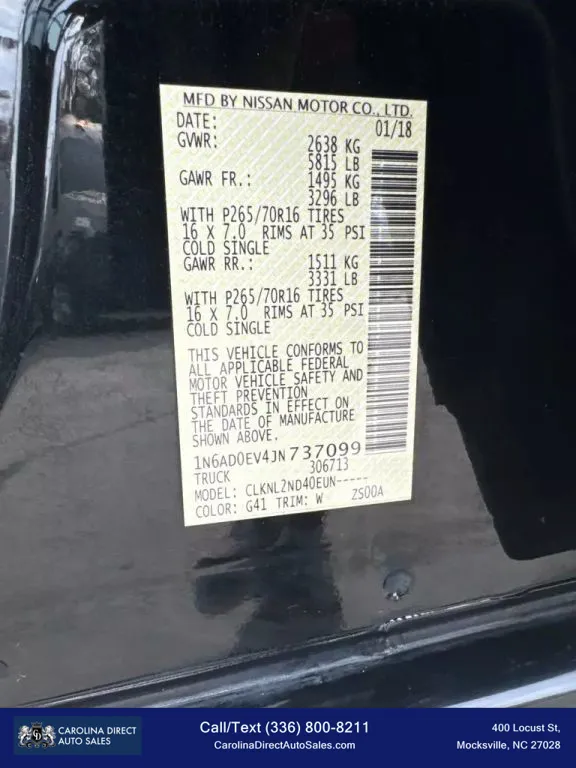 MFD BY NISSAN MOTOR CO., LTD.
DATE: 01/18
GVWR: 2638 KG
5815 LB
GAWR FR.: 1495 KG
3296 LB
WITH P265/70R16 TIRES
16 X 7.0 RIMS AT 35 PSI
COLD SINGLE
GAWR RR.: 1511 KG
3331 LB
WITH P265/70R16 TIRES
16 X 7.0 RIMS AT 35 PSI
COLD SINGLE
THIS VEHICLE CONFORMS TO
ALL APPLICABLE FEDERAL
MOTOR VEHICLE SAFETY AND
THEFT PREVENTION
STANDARDS IN EFFECT ON
THE DATE OF MANUFACTURE
SHOWN ABOVE.
1N6AD0EV4JN737099
TRUCK 306713
MODEL: CLKNL2ND40EUN-----
COLOR: G41 TRIM: W ZS00A
CD
CAROLINA DIRECT
AUTO SALES
Call/Text (336) 800-8211
CarolinaDirectAutoSales.com
400 Locust St,
Mocksville, NC 27028